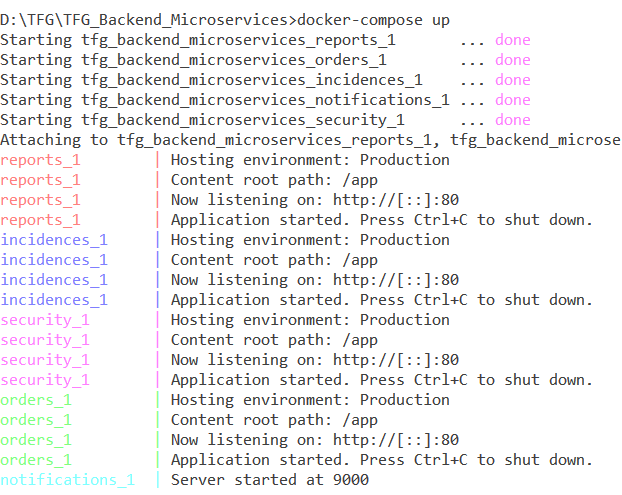 D:\TFG\TFG_Backend_Microservices>docker-compose up
Starting tfg_backend_microservices_reports_1       ... done
Starting tfg_backend_microservices_orders_1        ... done
Starting tfg_backend_microservices_incidences_1    ... done
Starting tfg_backend_microservices_notifications_1 ... done
Starting tfg_backend_microservices_security_1      ... done
Attaching to tfg_backend_microservices_reports_1, tfg_backend_microse
reports_1        | Hosting environment: Production
reports_1        | Content root path: /app
reports_1        | Now listening on: http://[::]:80
reports_1        | Application started. Press Ctrl+C to shut down.
incidences_1     | Hosting environment: Production
incidences_1     | Content root path: /app
incidences_1     | Now listening on: http://[::]:80
incidences_1     | Application started. Press Ctrl+C to shut down.
security_1       | Hosting environment: Production
security_1       | Content root path: /app
security_1       | Now listening on: http://[::]:80
security_1       | Application started. Press Ctrl+C to shut down.
orders_1         | Hosting environment: Production
orders_1         | Content root path: /app
orders_1         | Now listening on: http://[::]:80
orders_1         | Application started. Press Ctrl+C to shut down.
notifications_1  | Server started at 9000